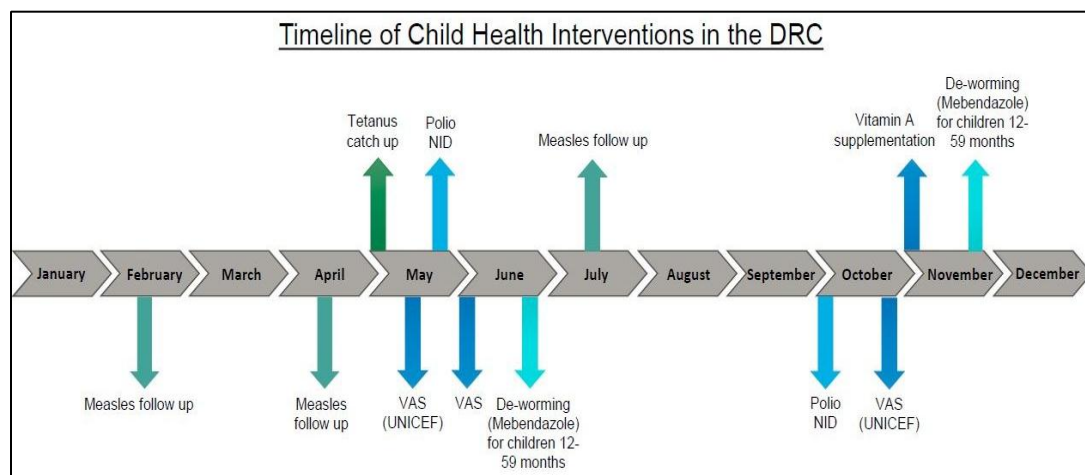 Timeline of Child Health Interventions in the DRC
Tetanus
catch up
Polio
NID
Measles follow up
Vitamin A
supplementation
De-worming
(Mebendazole)
for children 12-
59 months
January
February
March
April
May
June
July
August
September
October
November
December
Measles follow up
Measles
follow up
VAS
(UNICEF)
VAS
De-worming
(Mebendazole)
for children 12-
59 months
Polio
NID
VAS
(UNICEF)